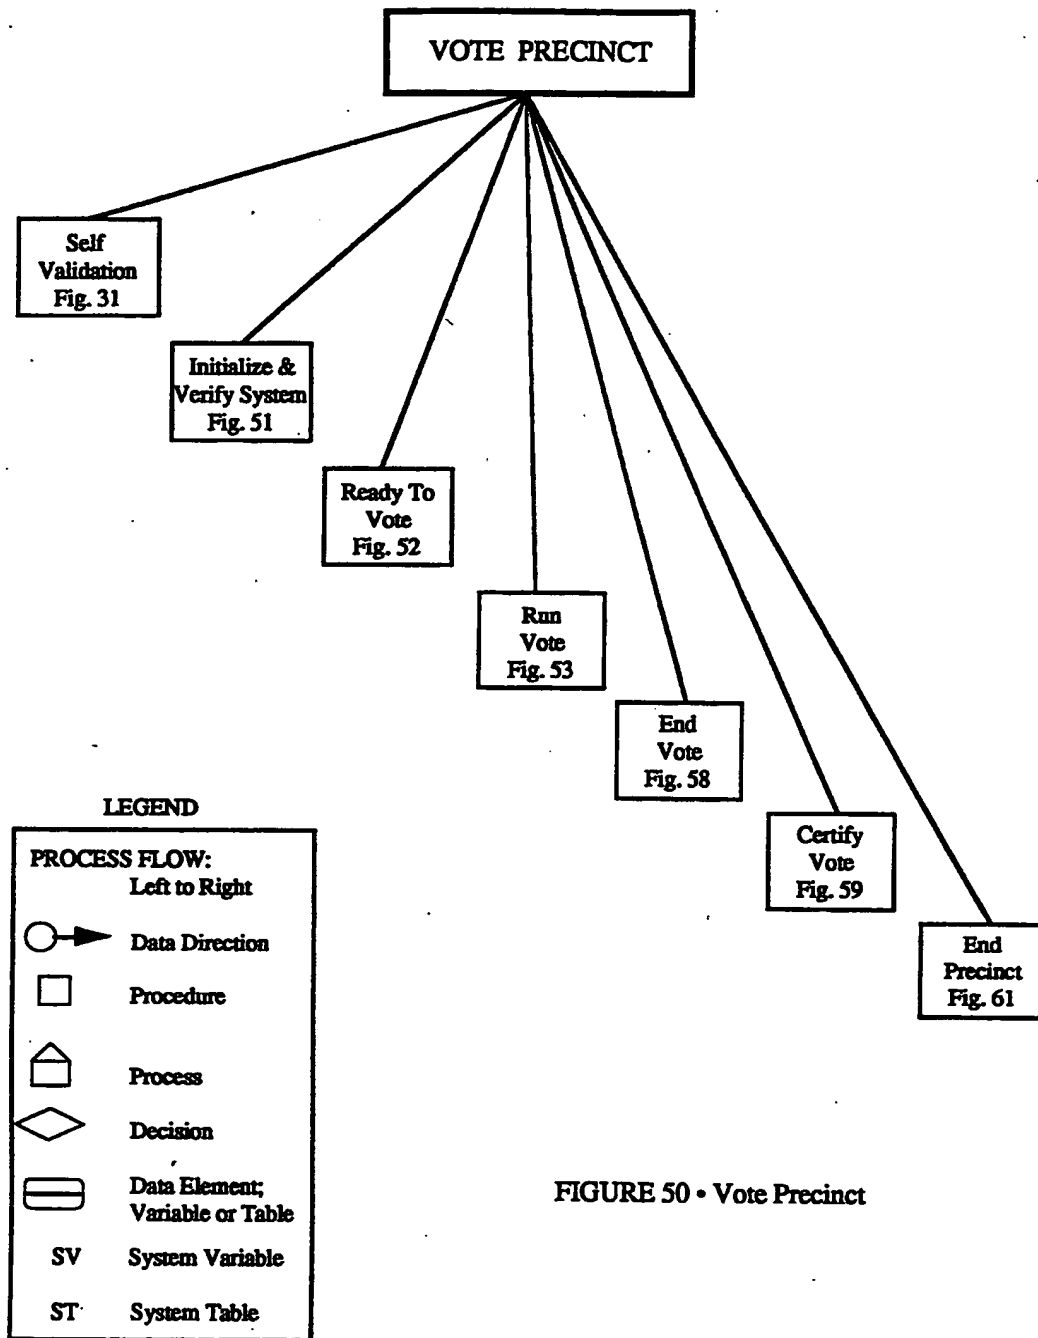 VOTE PRECINCT
Self
Validation
Fig. 31
Initialize &
Verify System
Fig. 51
Ready To
Vote
Fig. 52
Run
Vote
Fig. 53
End
Vote
Fig. 58
Certify
Vote
Fig. 59
End
Precinct
Fig. 61
LEGEND
PROCESS FLOW:
Left to Right
Data Direction
Procedure
Process
Decision
Data Element;
Variable or Table
SV System Variable
ST System Table
FIGURE 50 • Vote Precinct